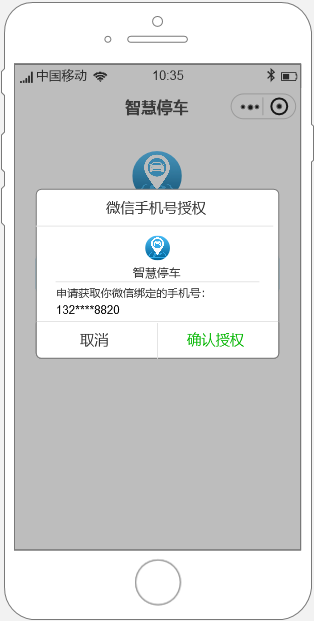 中国移动 10:35
智慧停车
微信手机号授权
智慧停车
申请获取你微信绑定的手机号：
132****8820
取消 确认授权